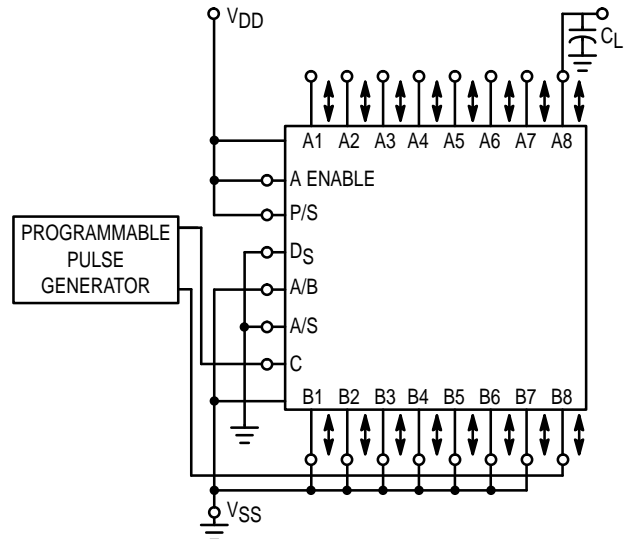 VDD
CL
A1 A2 A3 A4 A5 A6 A7 A8
A ENABLE
P/S
PROGRAMMABLE
PULSE
GENERATOR
DS
A/B
A/S
C
B1 B2 B3 B4 B5 B6 B7 B8
VSS